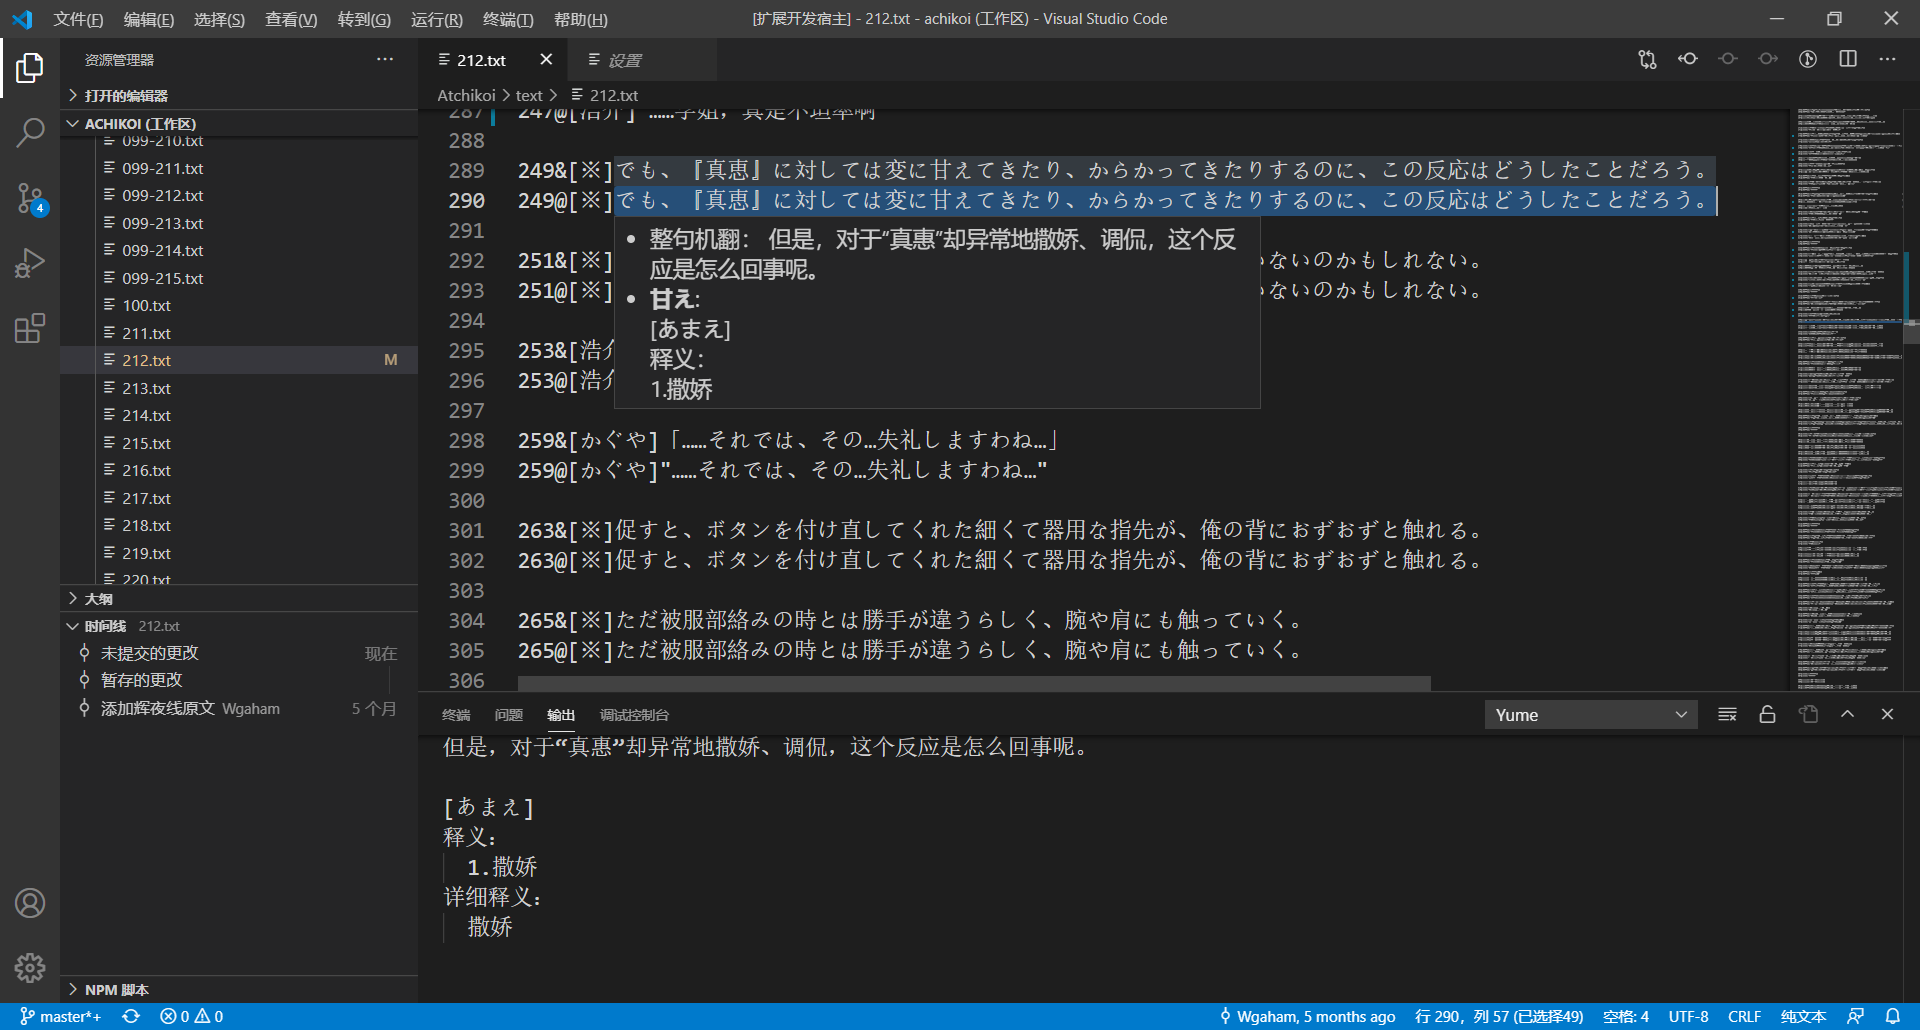 文件(F) 编辑(E) 选择(S) 查看(V) 转到(G) 运行(R) 终端(T) 帮助(H)
[扩展开发宿主] - 212.txt - achikoi (工作区) - Visual Studio Code
资源管理器
打开的编辑器
ACHIKOI (工作区)
099-210.txt
099-211.txt
099-212.txt
099-213.txt
099-214.txt
099-215.txt
100.txt
211.txt
212.txt M
213.txt
214.txt
215.txt
216.txt
217.txt
218.txt
219.txt
220.txt
大纲
时间线 212.txt
未提交的更改 现在
暂存的更改
添加辉夜线原文 Wgaham 5 个月
NPM 脚本
4
212.txt
设置
Atchikoi > text > 212.txt
287 247@[浩介] ……学姐，真是不坦率啊
288
289 249&[※]でも、『真恵』に対しては変に甘えてきたり、からかってきたりするのに、この反応はどうしたことだろう。
290 249@[※]でも、『真恵』に対しては変に甘えてきたり、からかってきたりするのに、この反応はどうしたことだろう。
291
292 251&[※] ないのかもしれない。
293 251@[※] ないのかもしれない。
294
295 253&[浩介
296 253@[浩介
297
298 259&[かぐや]「……それでは、その…失礼しますわね…」
299 259@[かぐや]"……それでは、その…失礼しますわね…"
300
301 263&[※]促すと、ボタンを付け直してくれた細くて器用な指先が、俺の背におずおずと触れる。
302 263@[※]促すと、ボタンを付け直してくれた細くて器用な指先が、俺の背におずおずと触れる。
303
304 265&[※]ただ被服部絡みの時とは勝手が違うらしく、腕や肩にも触っていく。
305 265@[※]ただ被服部絡みの時とは勝手が違うらしく、腕や肩にも触っていく。
306
整句机翻： 但是，对于“真惠”却异常地撒娇、调侃，这个反
应是怎么回事呢。
甘え:
[あまえ]
释义：
1.撒娇
终端 问题 输出 调试控制台
Yume
但是，对于“真惠”却异常地撒娇、调侃，这个反应是怎么回事呢。
[あまえ]
释义：
1.撒娇
详细释义：
撒娇
master*+ 0 0
Wgaham, 5 months ago 行 290，列 57 (已选择49) 空格: 4 UTF-8 CRLF 纯文本